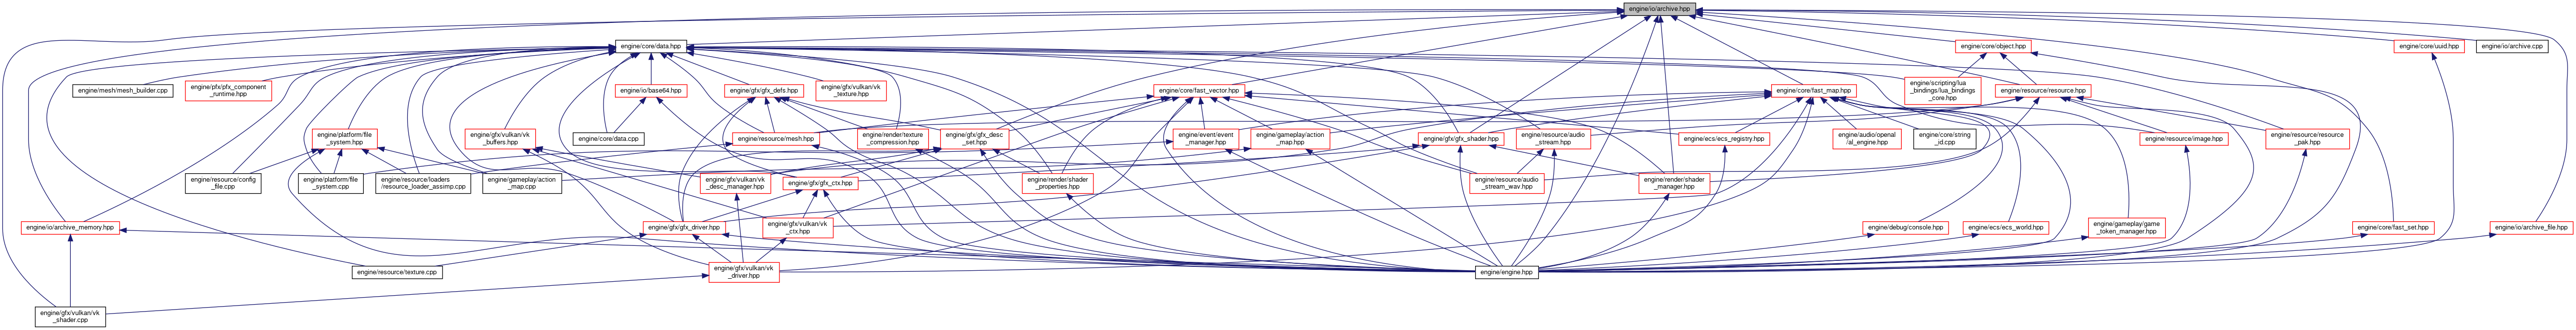 engine/io/archive.hpp
engine/core/data.hpp
engine/core/object.hpp
engine/core/uuid.hpp
engine/io/archive.cpp
engine/mesh/mesh_builder.cpp
engine/pfx/pfx_component
_runtime.hpp
engine/io/base64.hpp
engine/gfx/gfx_defs.hpp
engine/gfx/vulkan/vk
_texture.hpp
engine/core/fast_vector.hpp
engine/core/fast_map.hpp
engine/scripting/lua
_bindings/lua_bindings
_core.hpp
engine/resource/resource.hpp
engine/platform/file
_system.hpp
engine/gfx/vulkan/vk
_buffers.hpp
engine/core/data.cpp
engine/resource/mesh.hpp
engine/render/texture
_compression.hpp
engine/gfx/gfx_desc
_set.hpp
engine/event/event
_manager.hpp
engine/gameplay/action
_map.hpp
engine/gfx/gfx_shader.hpp
engine/resource/audio
_stream.hpp
engine/ecs/ecs_registry.hpp
engine/audio/openal
/al_engine.hpp
engine/core/string
_id.cpp
engine/resource/image.hpp
engine/resource/resource
_pak.hpp
engine/resource/config
_file.cpp
engine/platform/file
_system.cpp
engine/resource/loaders
/resource_loader_assimp.cpp
engine/gameplay/action
_map.cpp
engine/gfx/vulkan/vk
_desc_manager.hpp
engine/gfx/gfx_ctx.hpp
engine/render/shader
_properties.hpp
engine/resource/audio
_stream_wav.hpp
engine/render/shader
_manager.hpp
engine/io/archive_memory.hpp
engine/gfx/gfx_driver.hpp
engine/gfx/vulkan/vk
_ctx.hpp
engine/debug/console.hpp
engine/ecs/ecs_world.hpp
engine/gameplay/game
_token_manager.hpp
engine/core/fast_set.hpp
engine/io/archive_file.hpp
engine/resource/texture.cpp
engine/gfx/vulkan/vk
_driver.hpp
engine/engine.hpp
engine/gfx/vulkan/vk
_shader.cpp